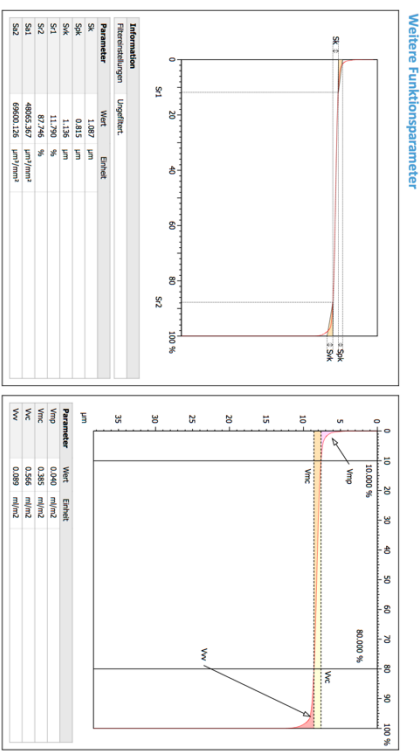 Weitere Funktionsparameter
0
20
40
60
80
100 %
Sr1
Sr2
Sk
Spk
Svk
Information
Filtereinstellungen Ungefiltert.
Parameter Wert Einheit
Sk 1.087 µm
Spk 0.815 µm
Svk 1.136 µm
Sr1 11.790 %
Sr2 87.746 %
Sa1 48065.367 µm³/mm²
Sa2 69600.126 µm³/mm²
0
10
20
30
40
50
60
70
80
90
100 %
10.000 %
80.000 %
Vmp
Vmc
Vvc
Vvv
5
10
15
20
25
30
35
µm
Parameter Wert Einheit
Vmp 0.040 ml/m2
Vmc 0.385 ml/m2
Vvc 0.566 ml/m2
Vvv 0.089 ml/m2